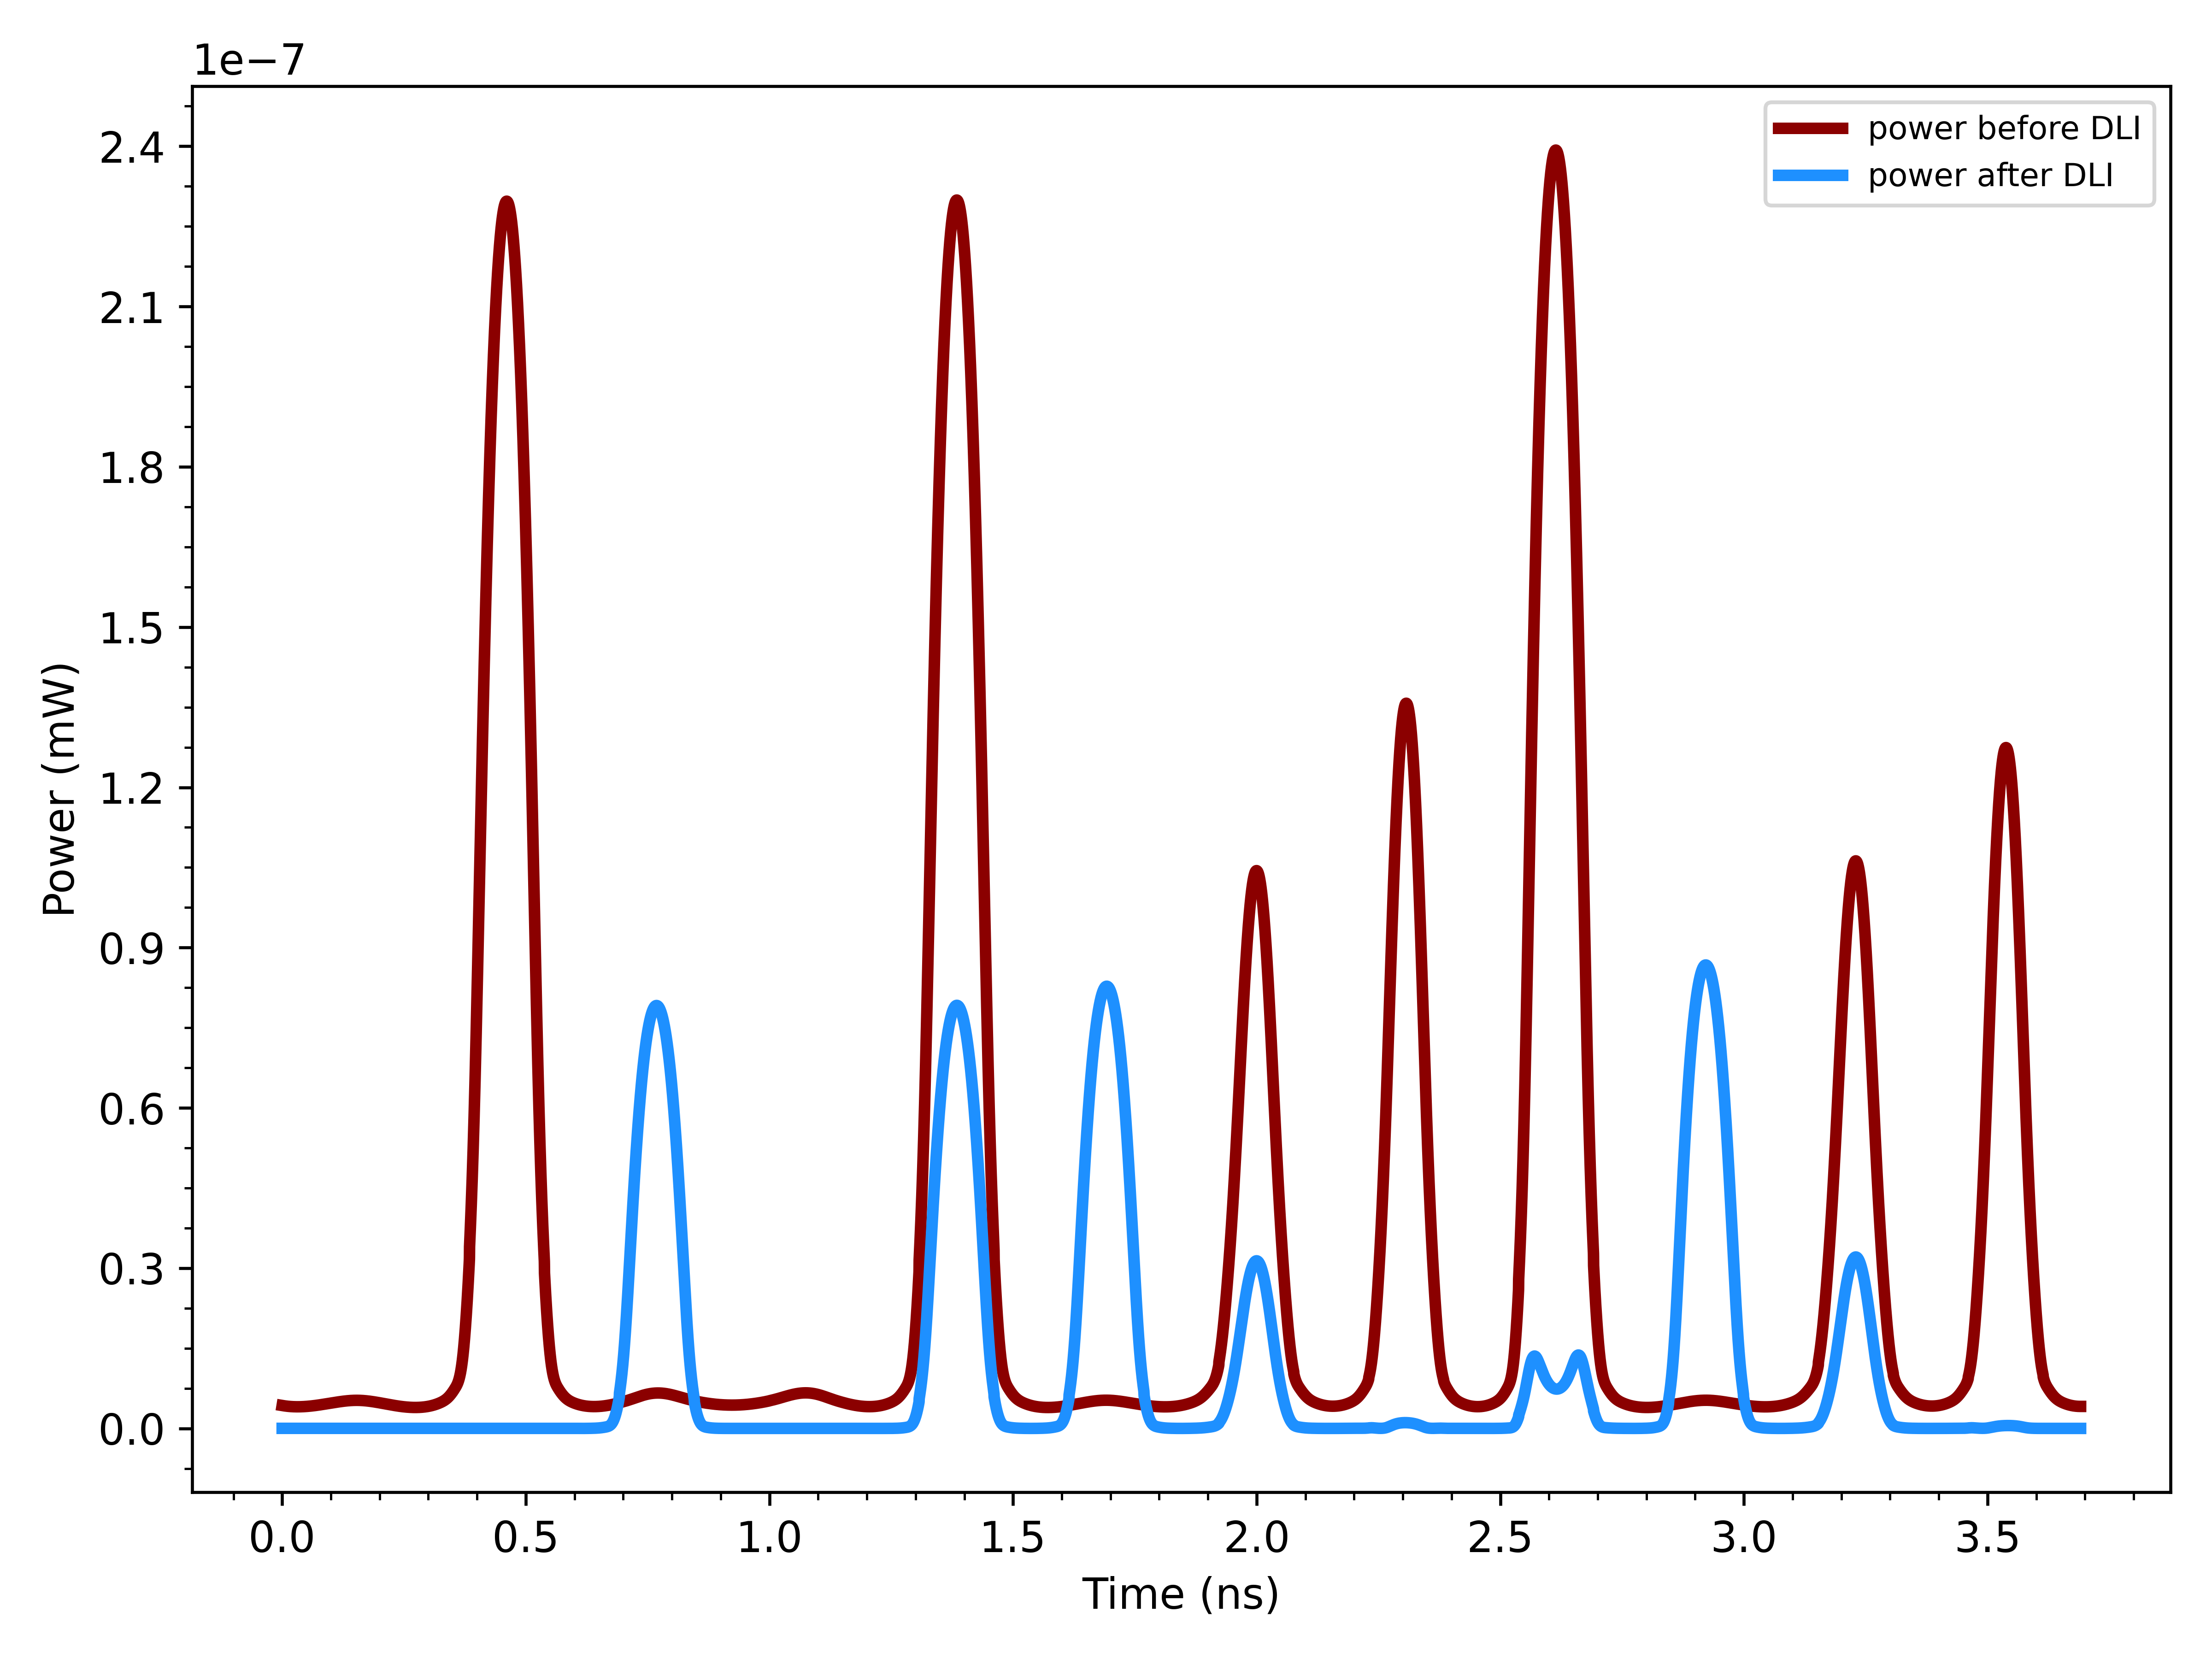 1e−7
power before DLI
power after DLI
2.4
2.1
1.8
1.5
1.2
0.9
0.6
0.3
0.0
Power (mW)
0.0 0.5 1.0 1.5 2.0 2.5 3.0 3.5
Time (ns)